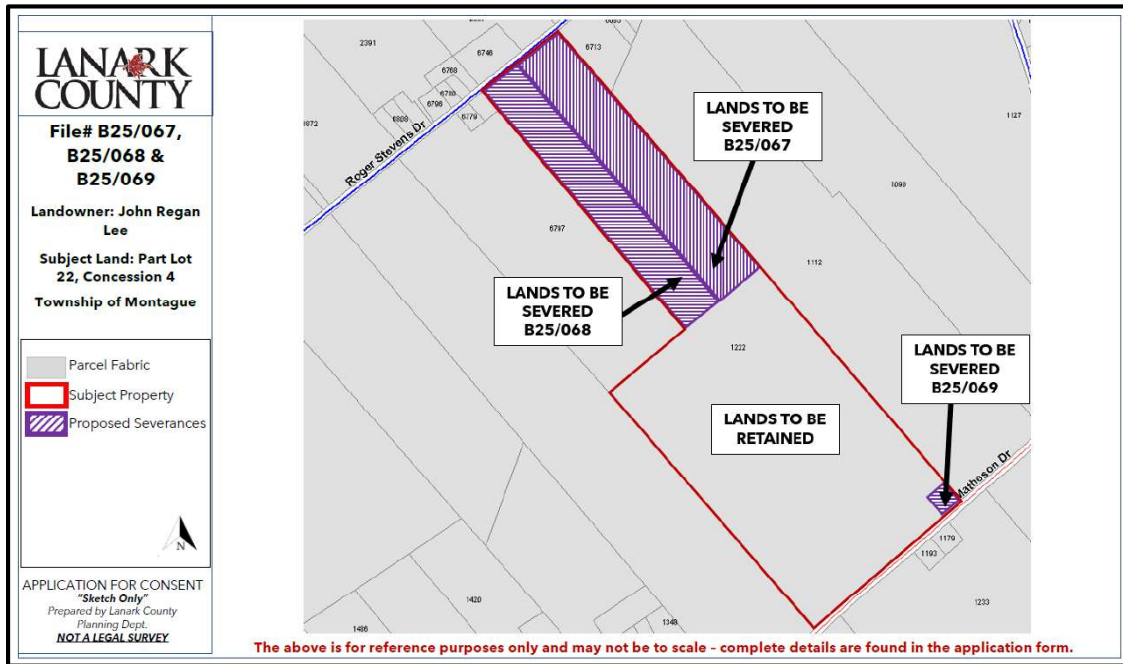 LANARK
COUNTY
File# B25/067,
B25/068 &
B25/069
Landowner: John Regan
Lee
Subject Land: Part Lot
22, Concession 4
Township of Montague
Parcel Fabric
Subject Property
Proposed Severances
N
APPLICATION FOR CONSENT
"Sketch Only"
Prepared by Lanark County
Planning Dept.
NOT A LEGAL SURVEY
2391
6746
6713
6768
6780
6796
6808
6779
Roger Stevens Dr
LANDS TO BE
SEVERED
B25/067
1127
1090
6797
1112
LANDS TO BE
SEVERED
B25/068
1222
LANDS TO BE
SEVERED
B25/069
LANDS TO BE
RETAINED
Matheson Dr
1179
1193
1420
1486
1348
1233
The above is for reference purposes only and may not be to scale - complete details are found in the application form.